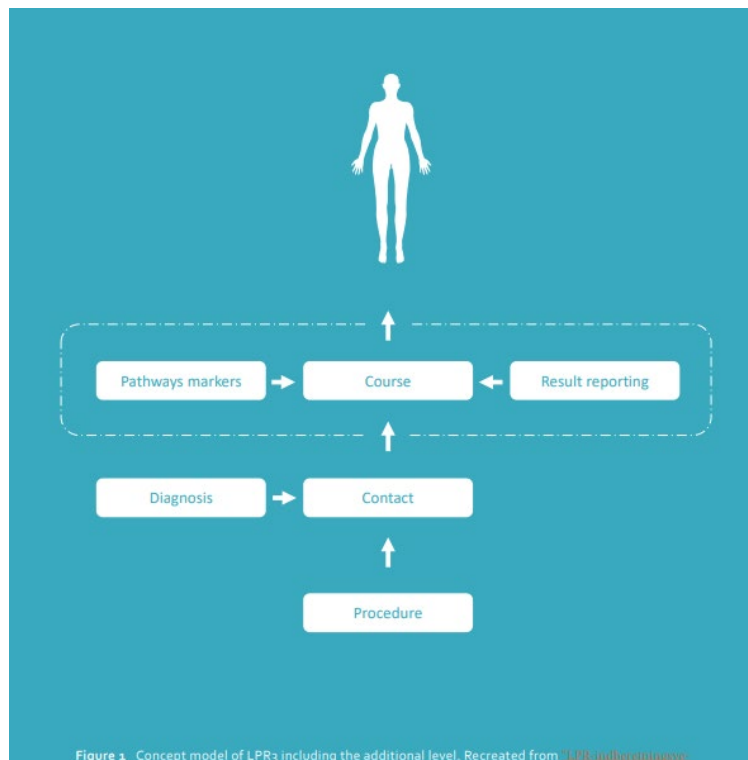 Pathways markers
Course
Result reporting
Diagnosis
Contact
Procedure
Figure 1 Concept model of LPR3 including the additional level. Recreated from